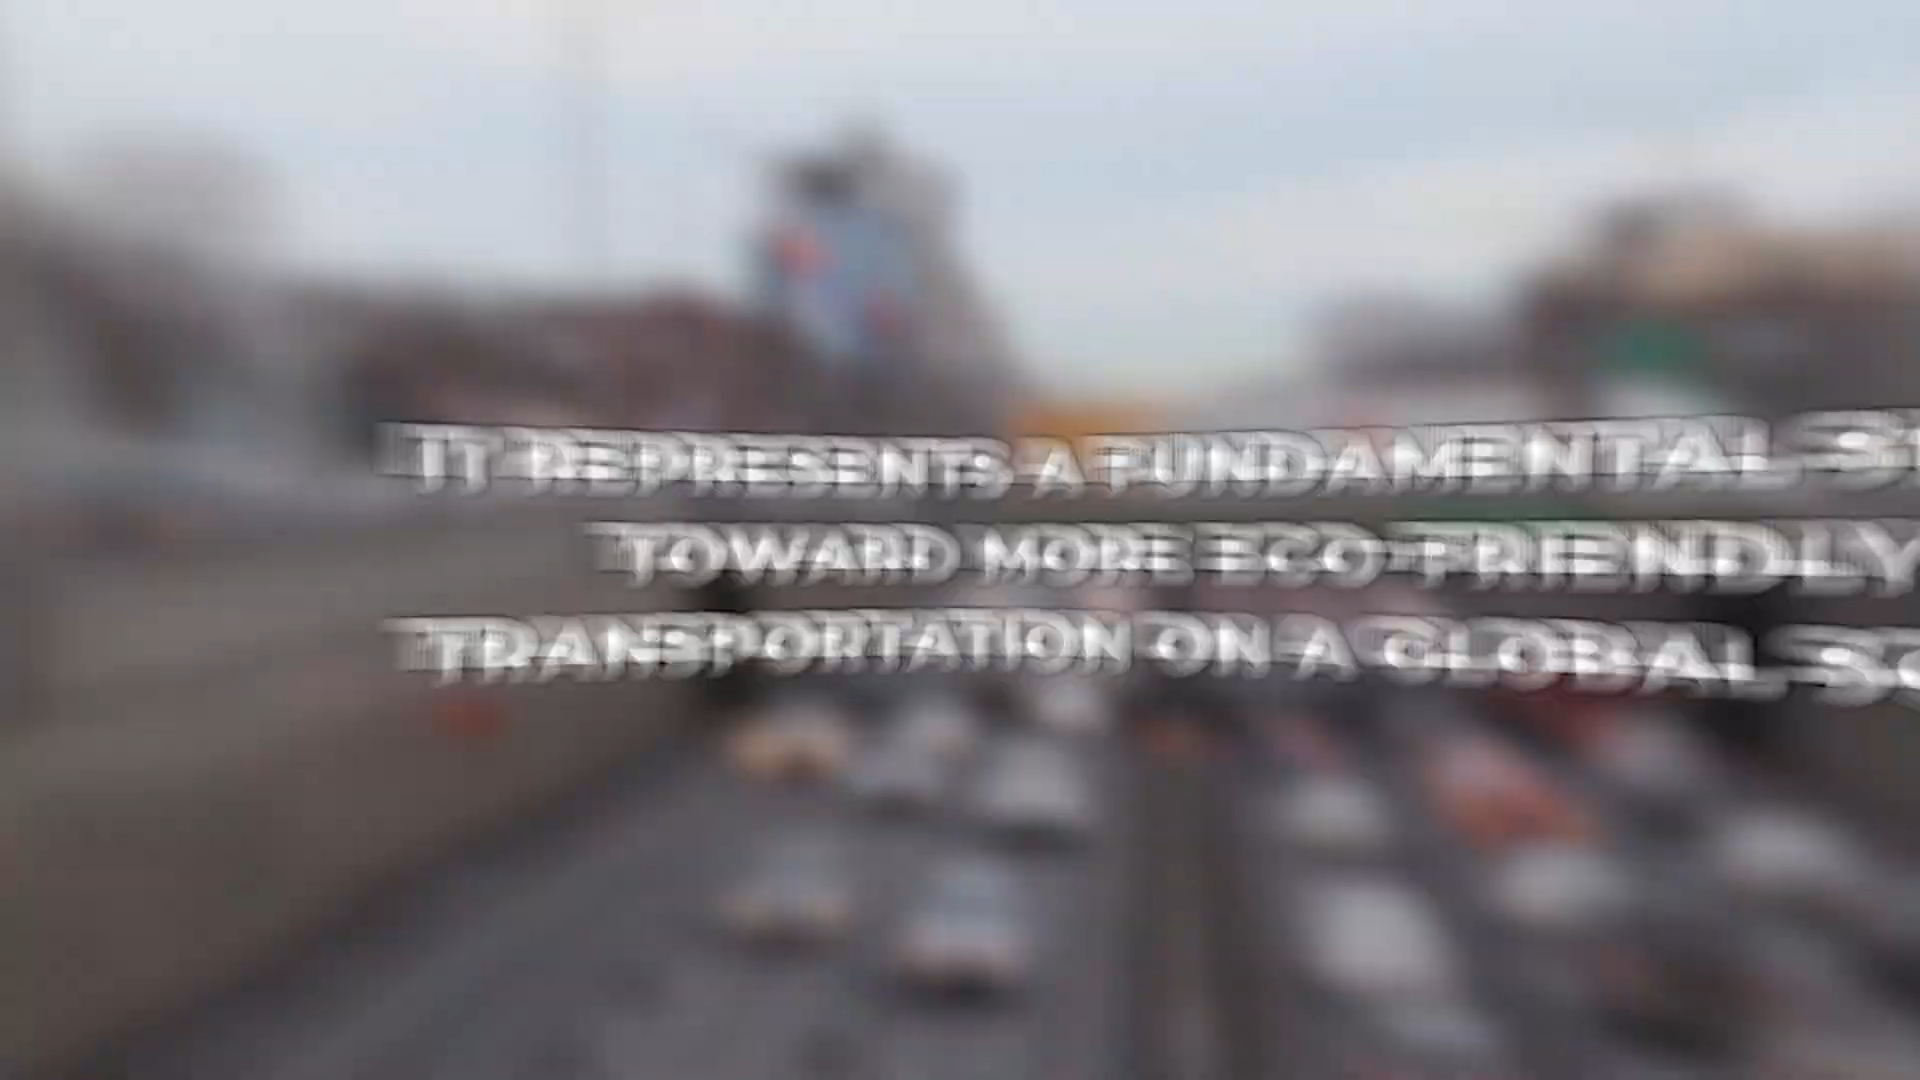 IT REPRESENTS A FUNDAMENTAL
TOWARD MORE ECO-FRIENDLY
TRANSPORTATION ON A GLOBAL